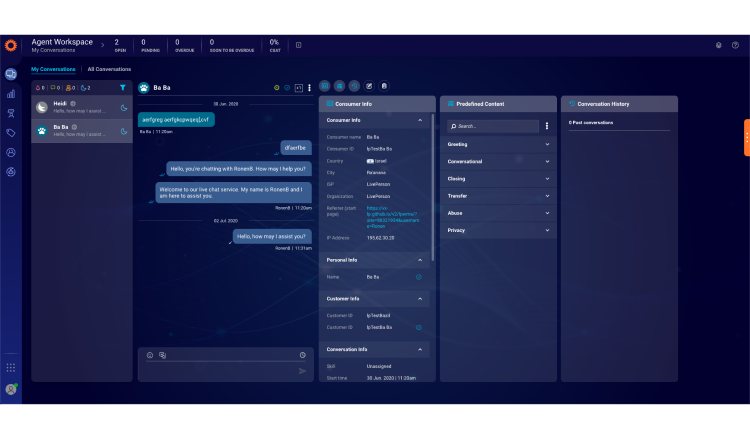 Agent Workspace
My Conversations
2
OPEN
0
PENDING
0
OVERDUE
0
SOON TO BE OVERDUE
0%
CSAT
My Conversations
All Conversations
0
0
0
2
Heidi
Hello, how may I assist ...
Ba Ba
Hello, how may I assist ...
Ba Ba
30 Jun. 2020
aerfgreg aerfgkopwqeq[,cvf
Ba Ba | 11:20am
dfaerfbe
Hello, you're chatting with RonenB. How may I help you?
Welcome to our live chat service. My name is RonenB and I
am here to assist you.
RonenB | 11:20am
02 Jul. 2020
Hello, how may I assist you?
RonenB | 11:31am
Consumer Info
Consumer Info
Consumer name Ba Ba
Consumer ID lpTestBa Ba
Country Israel
City Ra'anana
ISP LivePerson
Organization LivePerson
Referrer (start
page)
IP Address 195.62.30.20
Personal Info
Name Ba Ba
Customer Info
Customer ID lpTestBazil
Customer ID lpTestBa Ba
Conversation Info
Skill Unassigned
Start time 30 Jun. 2020 | 11:20am
Predefined Content
Search...
Greeting
Conversational
Closing
Transfer
Abuse
Privacy
Conversation History
0 Past conversations